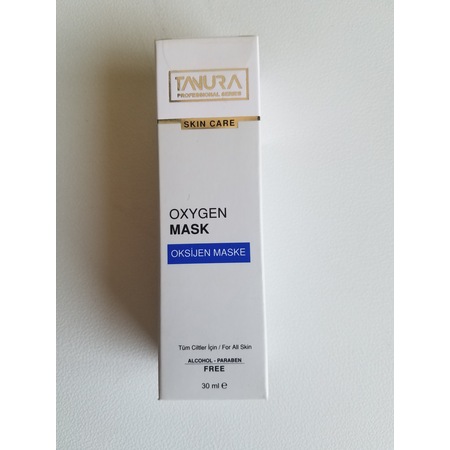 TANURA
PROFESSIONAL SERIES
SKIN CARE
OXYGEN
MASK
OKSİJEN MASKE
Tüm Ciltler İçin / For All Skin
ALCOHOL - PARABEN
FREE
30 ml ℮